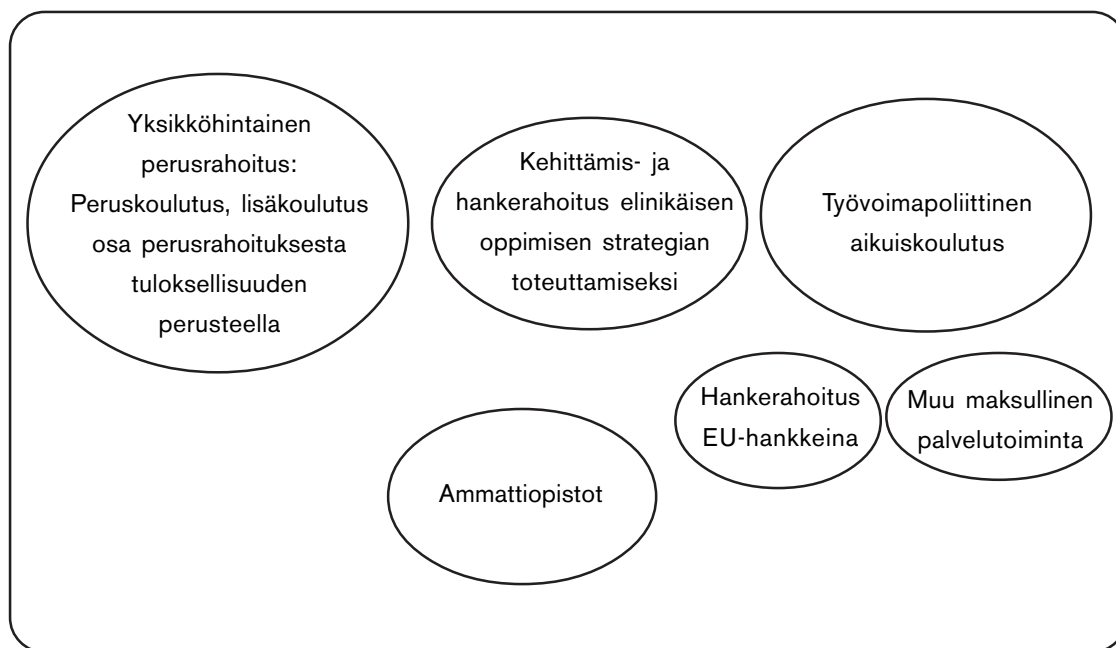 Yksikköhintainen
perusrahoitus:
Peruskoulutus, lisäkoulutus
osa perusrahoituksesta
tuloksellisuuden
perusteella
Kehittämis- ja
hankerahoitus elinikäisen
oppimisen strategian
toteuttamiseksi
Työvoimapoliittinen
aikuiskoulutus
Hankerahoitus
EU-hankkeina
Muu maksullinen
palvelutoiminta
Ammattiopistot